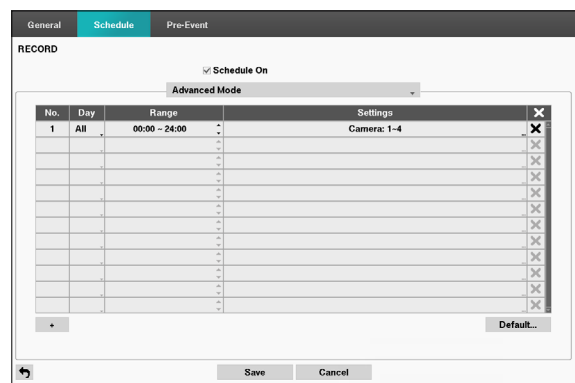 General Schedule Pre-Event
RECORD
Schedule On
Advanced Mode
No. Day Range Settings
1 All 00:00 ~ 24:00 Camera: 1~4
+ Default...
Save Cancel